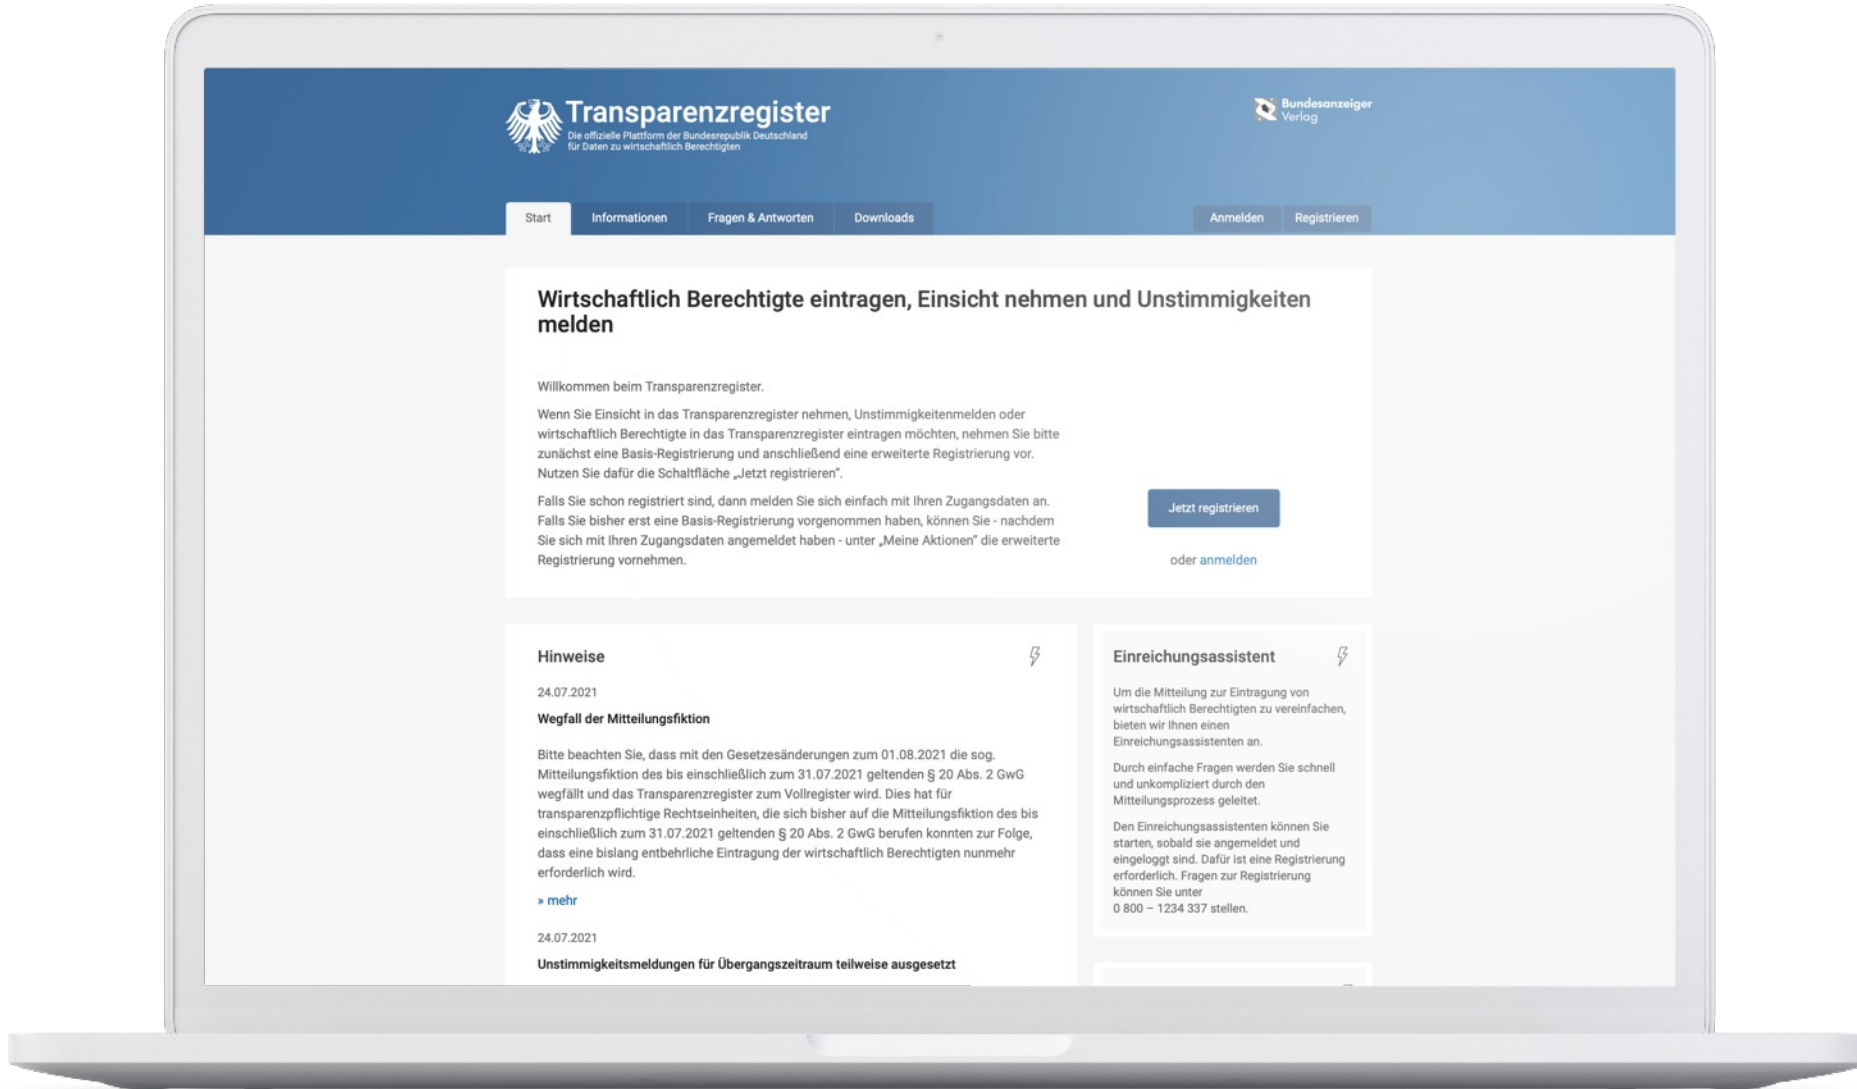 Transparenzregister
Die offizielle Plattform der Bundesrepublik Deutschland
für Daten zu wirtschaftlich Berechtigten
Bundesanzeiger
Verlag
Start
Informationen
Fragen & Antworten
Downloads
Anmelden
Registrieren
Wirtschaftlich Berechtigte eintragen, Einsicht nehmen und Unstimmigkeiten
melden
Willkommen beim Transparenzregister.
Wenn Sie Einsicht in das Transparenzregister nehmen, Unstimmigkeitenmelden oder
wirtschaftlich Berechtigte in das Transparenzregister eintragen möchten, nehmen Sie bitte
zunächst eine Basis-Registrierung und anschließend eine erweiterte Registrierung vor.
Nutzen Sie dafür die Schaltfläche „Jetzt registrieren“.
Falls Sie schon registriert sind, dann melden Sie sich einfach mit Ihren Zugangsdaten an.
Falls Sie bisher erst eine Basis-Registrierung vorgenommen haben, können Sie - nachdem
Sie sich mit Ihren Zugangsdaten angemeldet haben - unter „Meine Aktionen“ die erweiterte
Registrierung vornehmen.
Jetzt registrieren
oder anmelden
Hinweise
24.07.2021
Wegfall der Mitteilungsfiktion
Bitte beachten Sie, dass mit den Gesetzesänderungen zum 01.08.2021 die sog.
Mitteilungsfiktion des bis einschließlich zum 31.07.2021 geltenden § 20 Abs. 2 GwG
wegfällt und das Transparenzregister zum Vollregister wird. Dies hat für
transparenzpflichtige Rechtseinheiten, die sich bisher auf die Mitteilungsfiktion des bis
einschließlich zum 31.07.2021 geltenden § 20 Abs. 2 GwG berufen konnten zur Folge,
dass eine bislang entbehrliche Eintragung der wirtschaftlich Berechtigten nunmehr
erforderlich wird.
» mehr
24.07.2021
Unstimmigkeitsmeldungen für Übergangszeitraum teilweise ausgesetzt
Einreichungsassistent
Um die Mitteilung zur Eintragung von
wirtschaftlich Berechtigten zu vereinfachen,
bieten wir Ihnen einen
Einreichungsassistenten an.
Durch einfache Fragen werden Sie schnell
und unkompliziert durch den
Mitteilungsprozess geleitet.
Den Einreichungsassistenten können Sie
starten, sobald sie angemeldet und
eingeloggt sind. Dafür ist eine Registrierung
erforderlich. Fragen zur Registrierung
können Sie unter
0 800 – 1234 337 stellen.